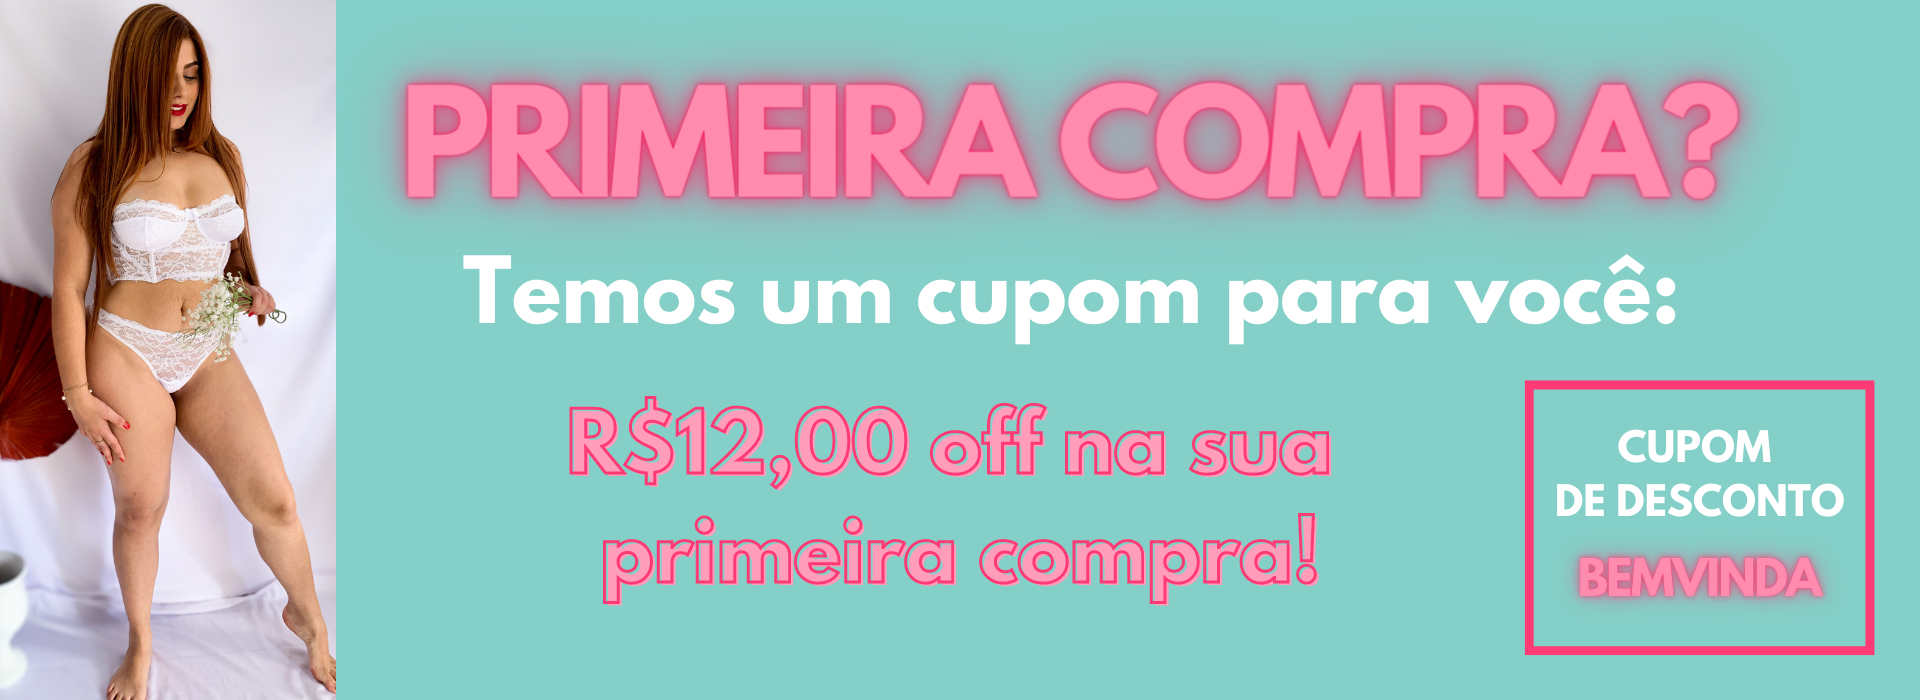 PRIMEIRA COMPRA?
Temos um cupom para você:
R$12,00 off na sua
primeira compra!
CUPOM
DE DESCONTO
BEMVINDA